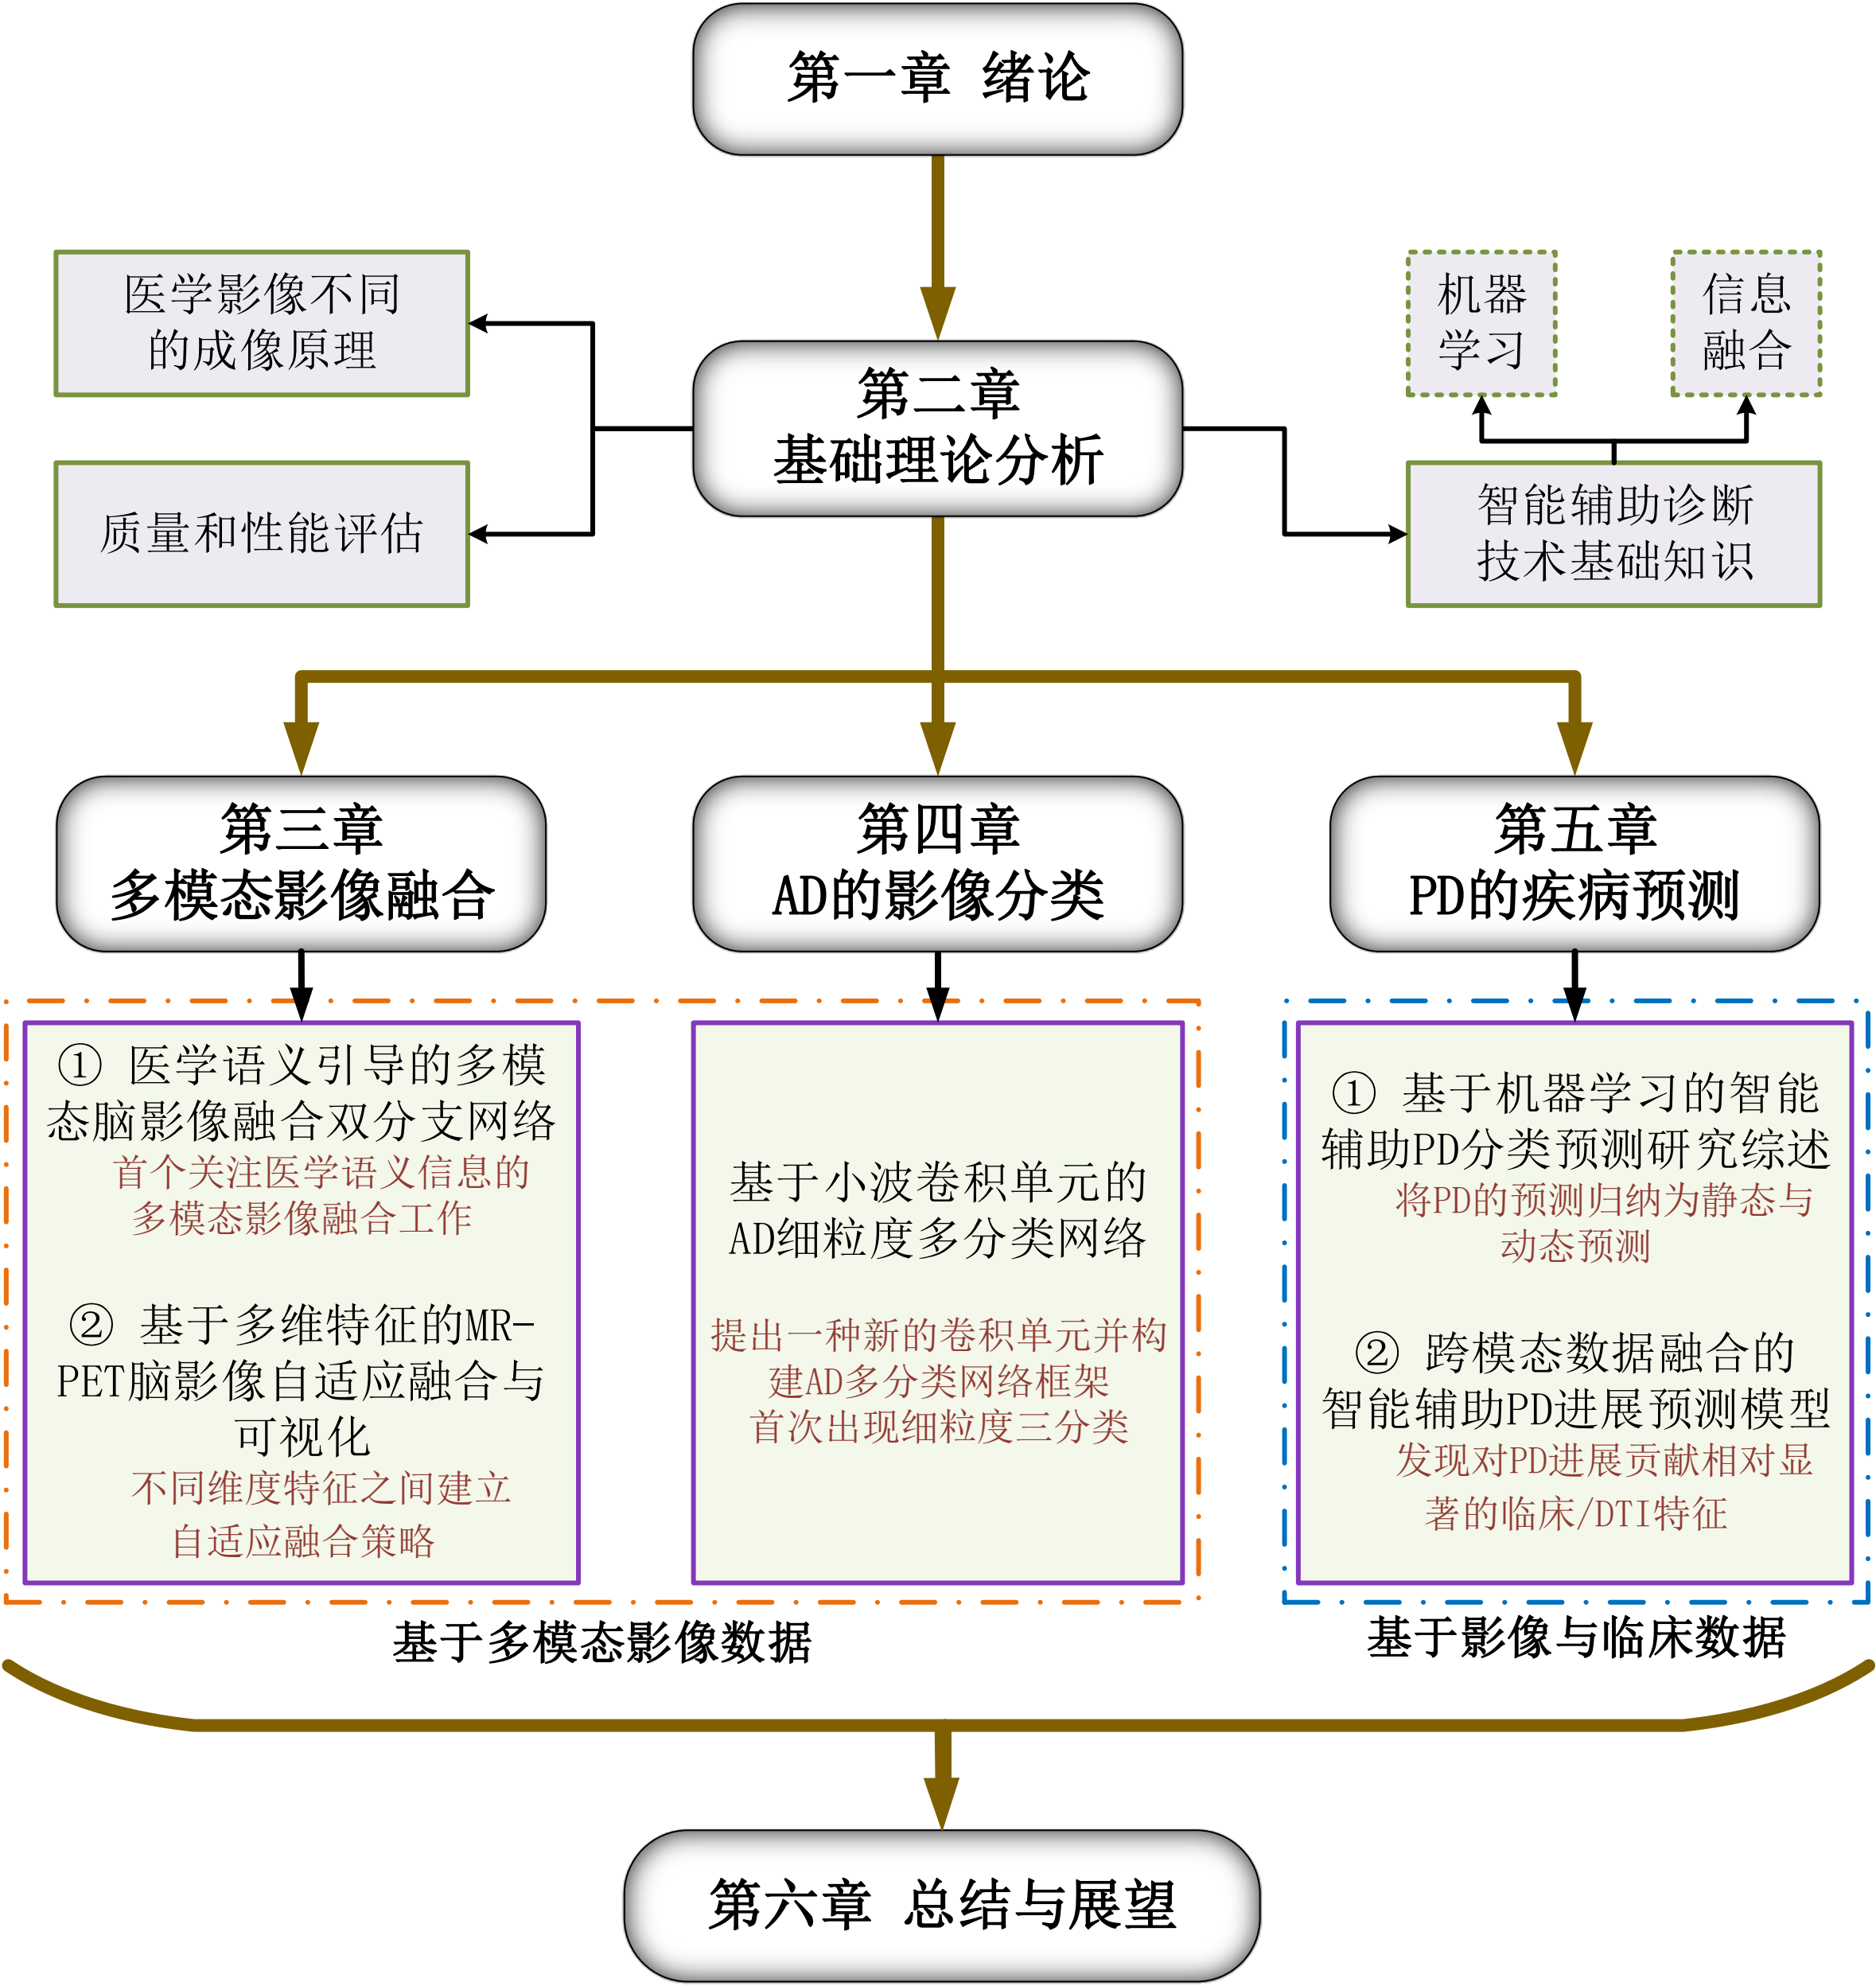 第一章 绪论
医学影像不同
的成像原理
质量和性能评估
第二章
基础理论分析
机器
学习
信息
融合
智能辅助诊断
技术基础知识
第三章
多模态影像融合
第四章
AD的影像分类
第五章
PD的疾病预测
① 医学语义引导的多模
态脑影像融合双分支网络
首个关注医学语义信息的
多模态影像融合工作
② 基于多维特征的MR-
PET脑影像自适应融合与
可视化
不同维度特征之间建立
自适应融合策略
基于小波卷积单元的
AD细粒度多分类网络
提出一种新的卷积单元并构
建AD多分类网络框架
首次出现细粒度三分类
① 基于机器学习的智能
辅助PD分类预测研究综述
将PD的预测归纳为静态与
动态预测
② 跨模态数据融合的
智能辅助PD进展预测模型
发现对PD进展贡献相对显
著的临床/DTI特征
基于多模态影像数据
基于影像与临床数据
第六章 总结与展望